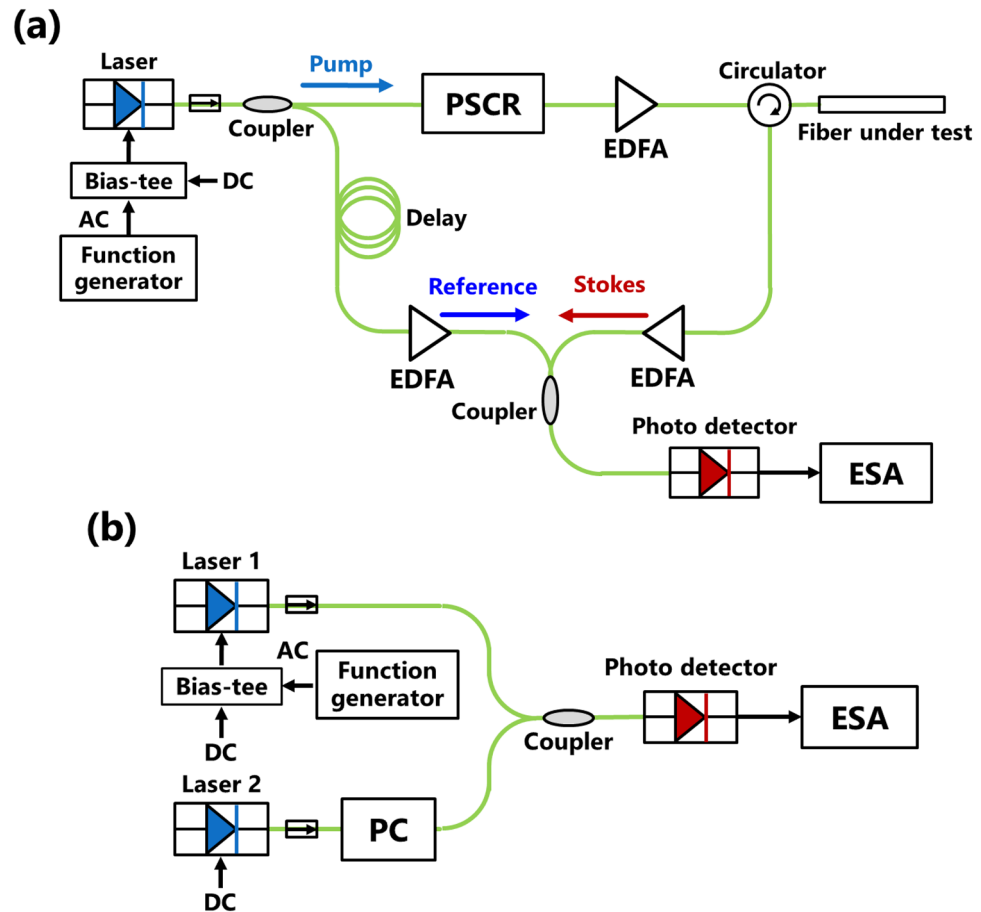 (a)
Laser
Pump
Coupler
PSCR
EDFA
Circulator
Fiber under test
Bias-tee
DC
AC
Function
generator
Delay
Reference
Stokes
EDFA
EDFA
Coupler
Photo detector
ESA
(b)
Laser 1
AC
Bias-tee
Function
generator
DC
Photo detector
Coupler
ESA
Laser 2
PC
DC